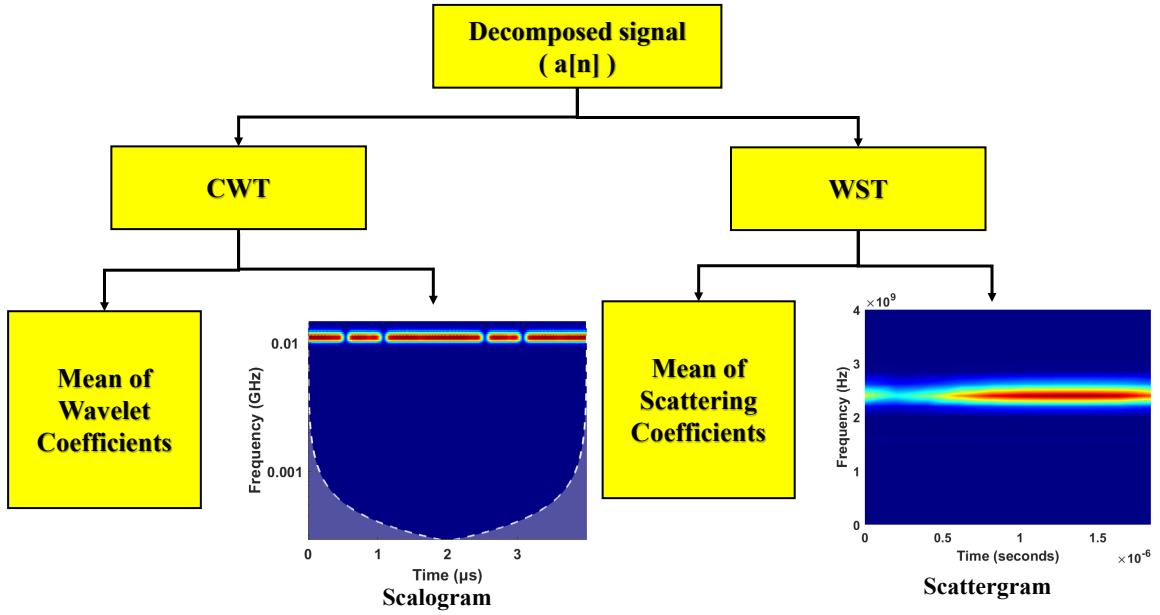 Decomposed signal
( a[n] )
CWT
WST
Mean of
Wavelet
Coefficients
0.01
0.001
Frequency (GHz)
0 1 2 3
Time (µs)
Scalogram
Mean of
Scattering
Coefficients
×10⁹
4
3
2
1
0
Frequency (Hz)
0 0.5 1 1.5
Time (seconds) ×10⁻⁶
Scattergram